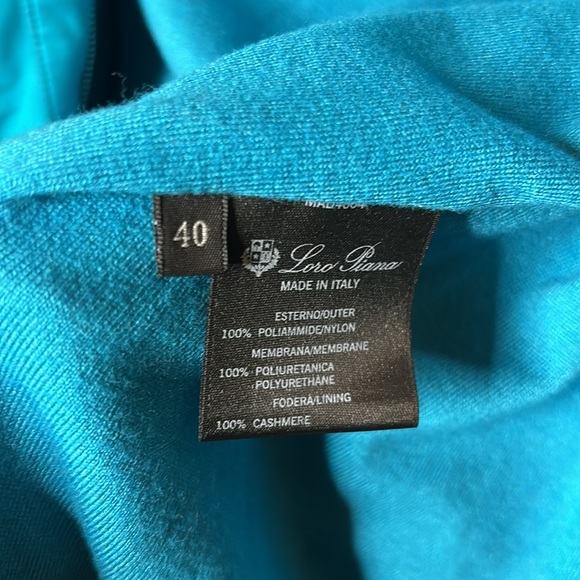 40
Loro Piana
MADE IN ITALY
ESTERNO/OUTER
100% POLIAMMIDE/NYLON
MEMBRANA/MEMBRANE
100% POLIURETANICA
POLYURETHANE
FODERA/LINING
100% CASHMERE